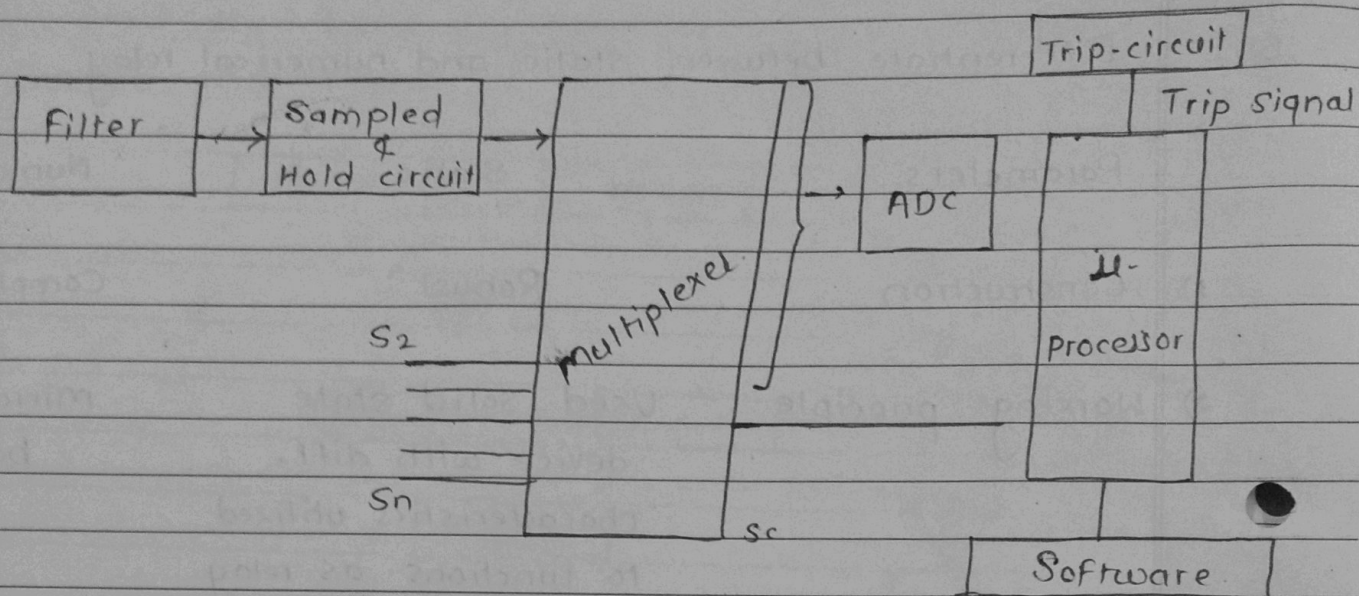 Trip-circuit
Trip signal
Filter
Sampled
&
Hold circuit
multiplexel
ADC
μ-
processor
S2
Sn
Sc
Software